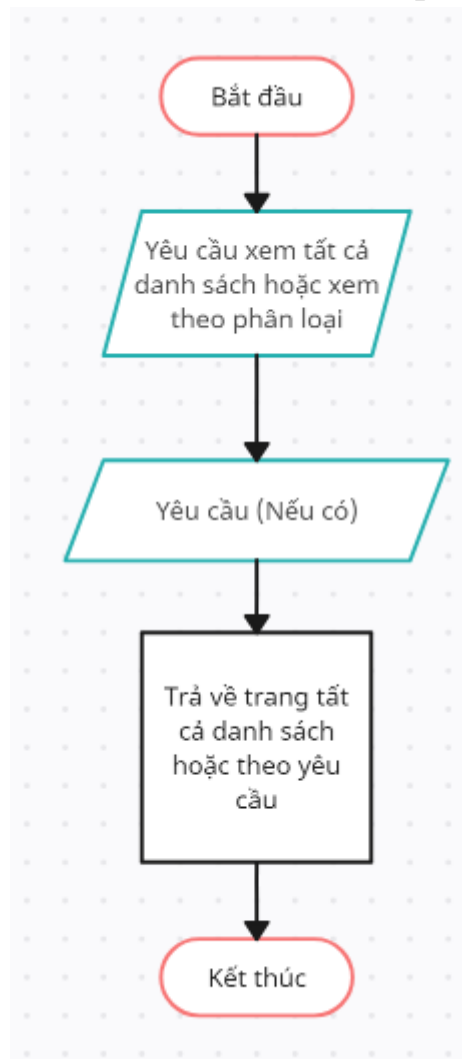 Bắt đầu
Yêu cầu xem tất cả
danh sách hoặc xem
theo phân loại
Yêu cầu (Nếu có)
Trả về trang tất
cả danh sách
hoặc theo yêu
cầu
Kết thúc